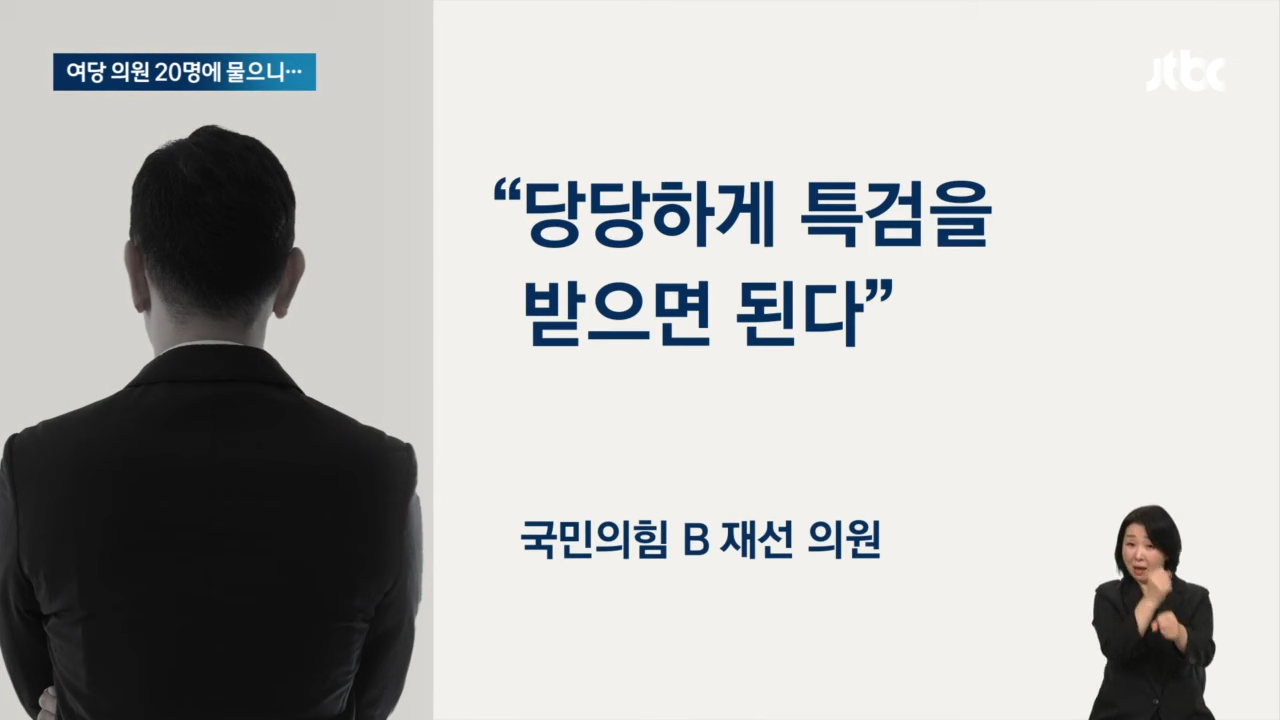 여당 의원 20명에 물으니…
jtbc
“당당하게 특검을
받으면 된다”
국민의힘 B 재선 의원